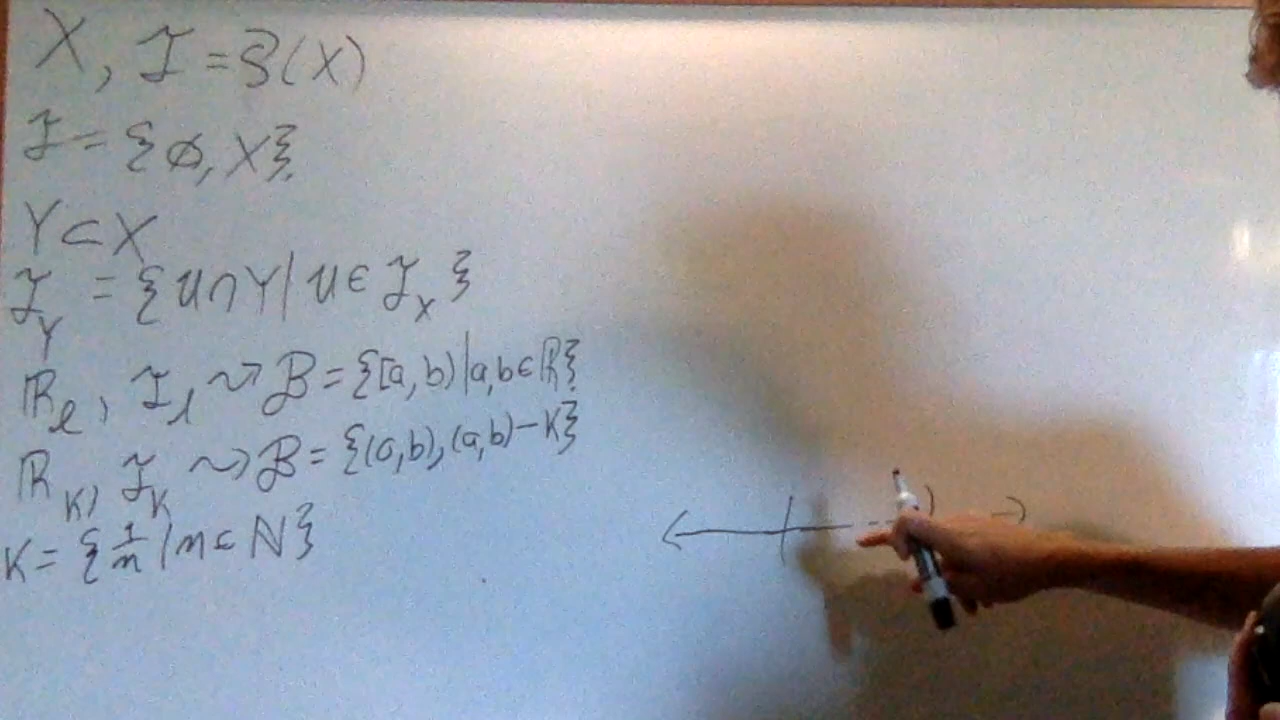 X, 𝒯 = 𝒫(X)
𝒯 = {∅, X}.
Y ⊂ X
𝒯_Y = {U ∩ Y | U ∈ 𝒯_X}
ℝ_ℓ, 𝒯_ℓ ⇝ ℬ = {[a, b) | a, b ∈ ℝ}
ℝ_K, 𝒯_K ⇝ ℬ = {(a, b), (a, b) − K}
K = {1/n | n ∈ ℕ}